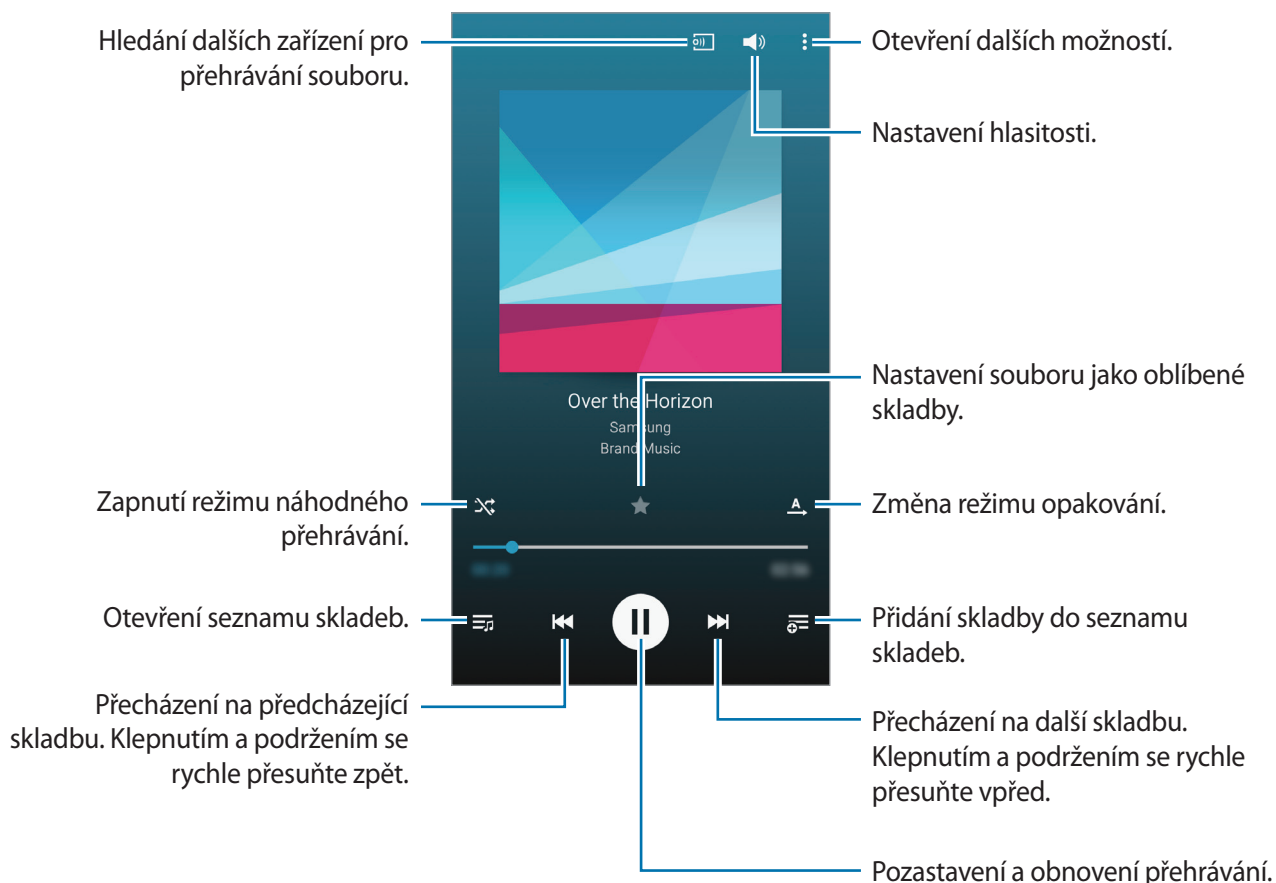 Hledání dalších zařízení pro
přehrávání souboru.
Otevření dalších možností.
Nastavení hlasitosti.
Nastavení souboru jako oblíbené
skladby.
Over the Horizon
Samsung
Brand Music
Zapnutí režimu náhodného
přehrávání.
A
Změna režimu opakování.
Otevření seznamu skladeb.
Přidání skladby do seznamu
skladeb.
Přecházení na předcházející
skladbu. Klepnutím a podržením se
rychle přesuňte zpět.
Přecházení na další skladbu.
Klepnutím a podržením se rychle
přesuňte vpřed.
Pozastavení a obnovení přehrávání.